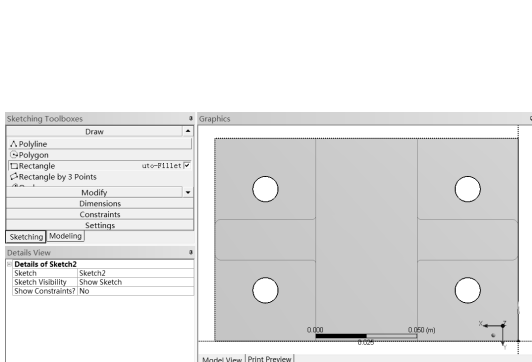 Sketching Toolboxes
Draw
Polyline
Polygon
Rectangle uto-Fillet
Rectangle by 3 Points
Modify
Dimensions
Constraints
Settings
Sketching Modeling
Details View
Details of Sketch2
Sketch Sketch2
Sketch Visibility Show Sketch
Show Constraints? No
Graphics
0.000 0.050 (m)
0.025
X Z
Y
Model View Print Preview